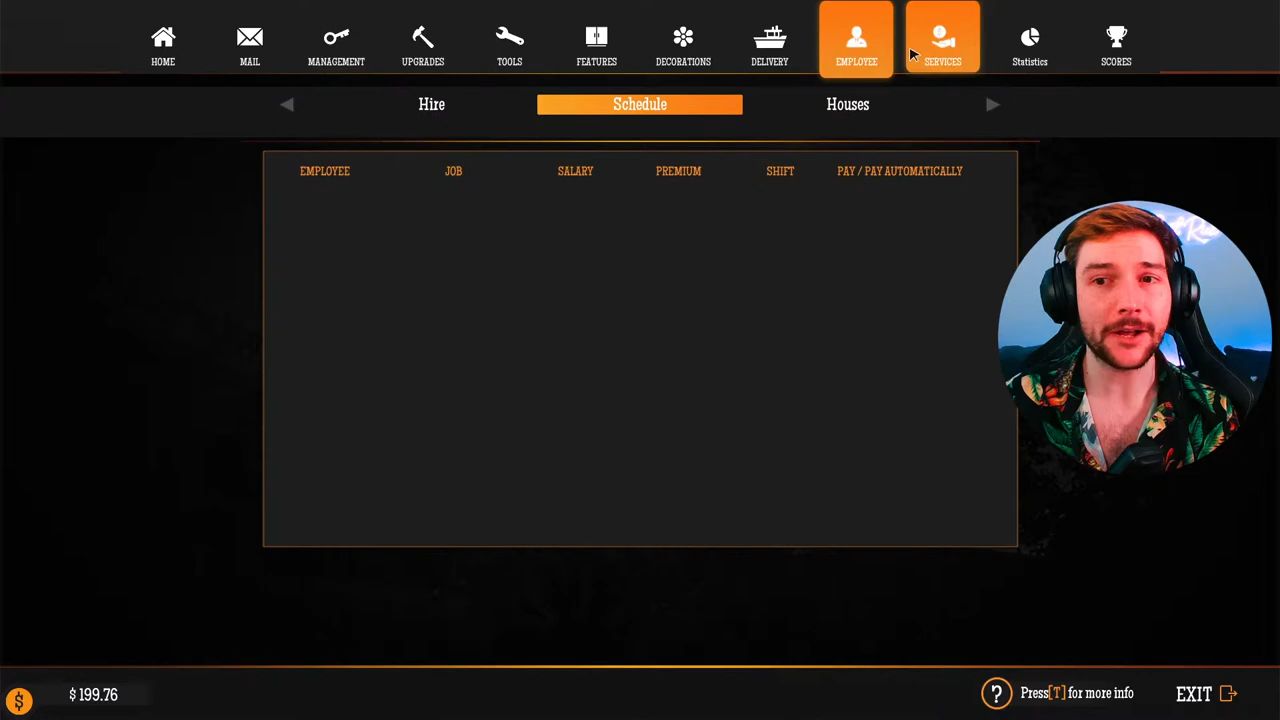 HOME MAIL MANAGEMENT UPGRADES TOOLS FEATURES DECORATIONS DELIVERY EMPLOYEE SERVICES Statistics SCORES
Hire Schedule Houses
EMPLOYEE JOB SALARY PREMIUM SHIFT PAY / PAY AUTOMATICALLY
$ $ 199.76 ? Press[T] for more info EXIT